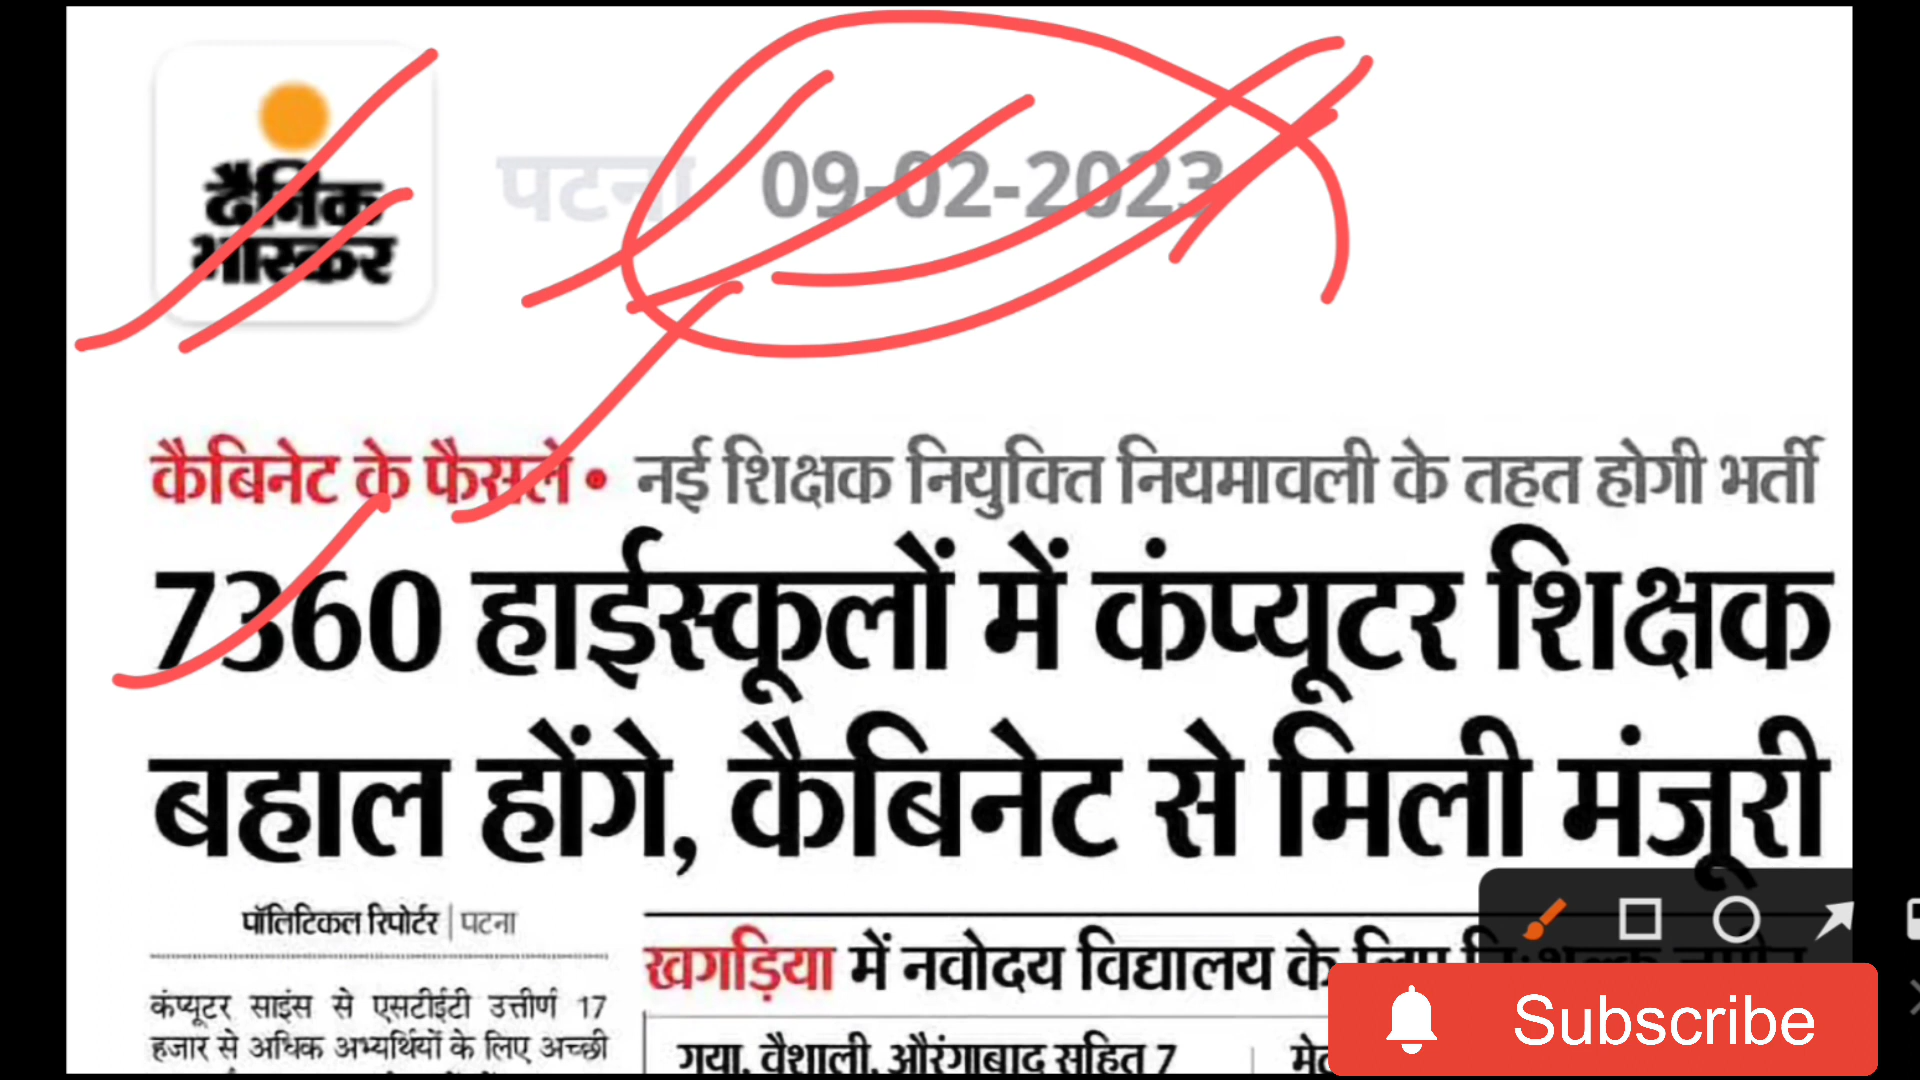 दैनिक
भास्कर
पटना 09-02-2023
कैबिनेट के फैसले • नई शिक्षक नियुक्ति नियमावली के तहत होगी भर्ती
7360 हाईस्कूलों में कंप्यूटर शिक्षक
बहाल होंगे, कैबिनेट से मिली मंजूरी
पॉलिटिकल रिपोर्टर | पटना
कंप्यूटर साइंस से एसटीईटी उत्तीर्ण 17
हजार से अधिक अभ्यर्थियों के लिए अच्छी
खगड़िया में नवोदय विद्यालय के लिए
गया, वैशाली, औरंगाबाद सहित 7
Subscribe